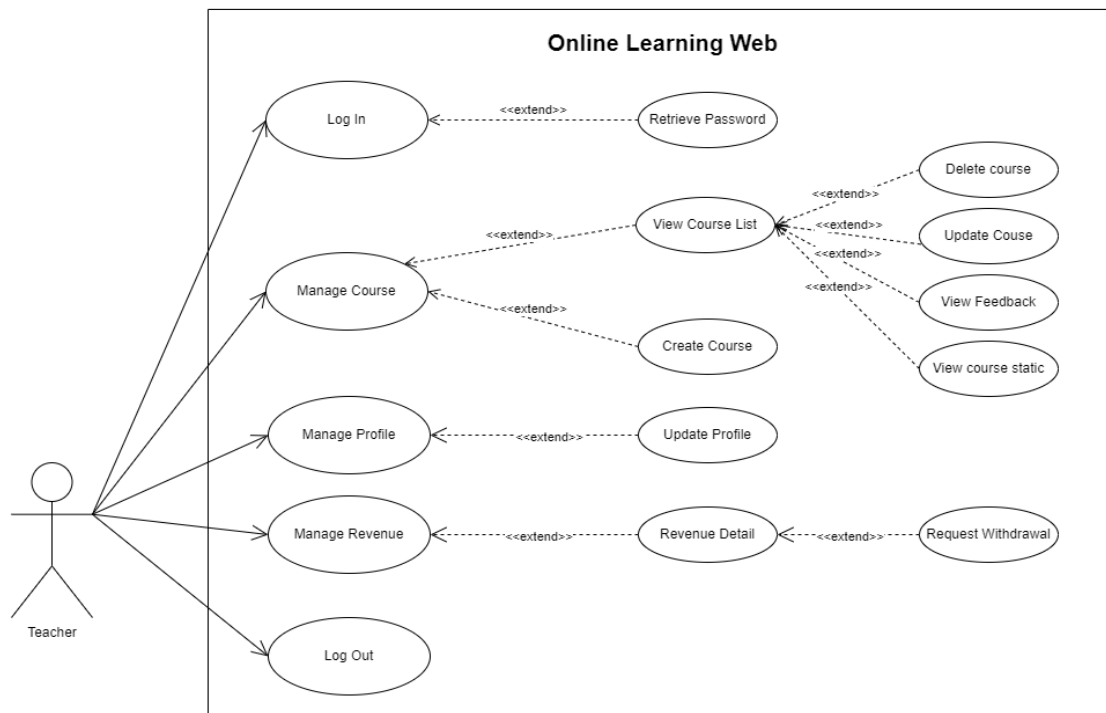 Online Learning Web
Log In
<<extend>>
Retrieve Password
Delete course
<<extend>>
View Course List
<<extend>>
Update Couse
<<extend>>
<<extend>>
Manage Course
<<extend>>
View Feedback
<<extend>>
Create Course
View course static
Manage Profile
<<extend>>
Update Profile
Manage Revenue
<<extend>>
Revenue Detail
<<extend>>
Request Withdrawal
Teacher
Log Out